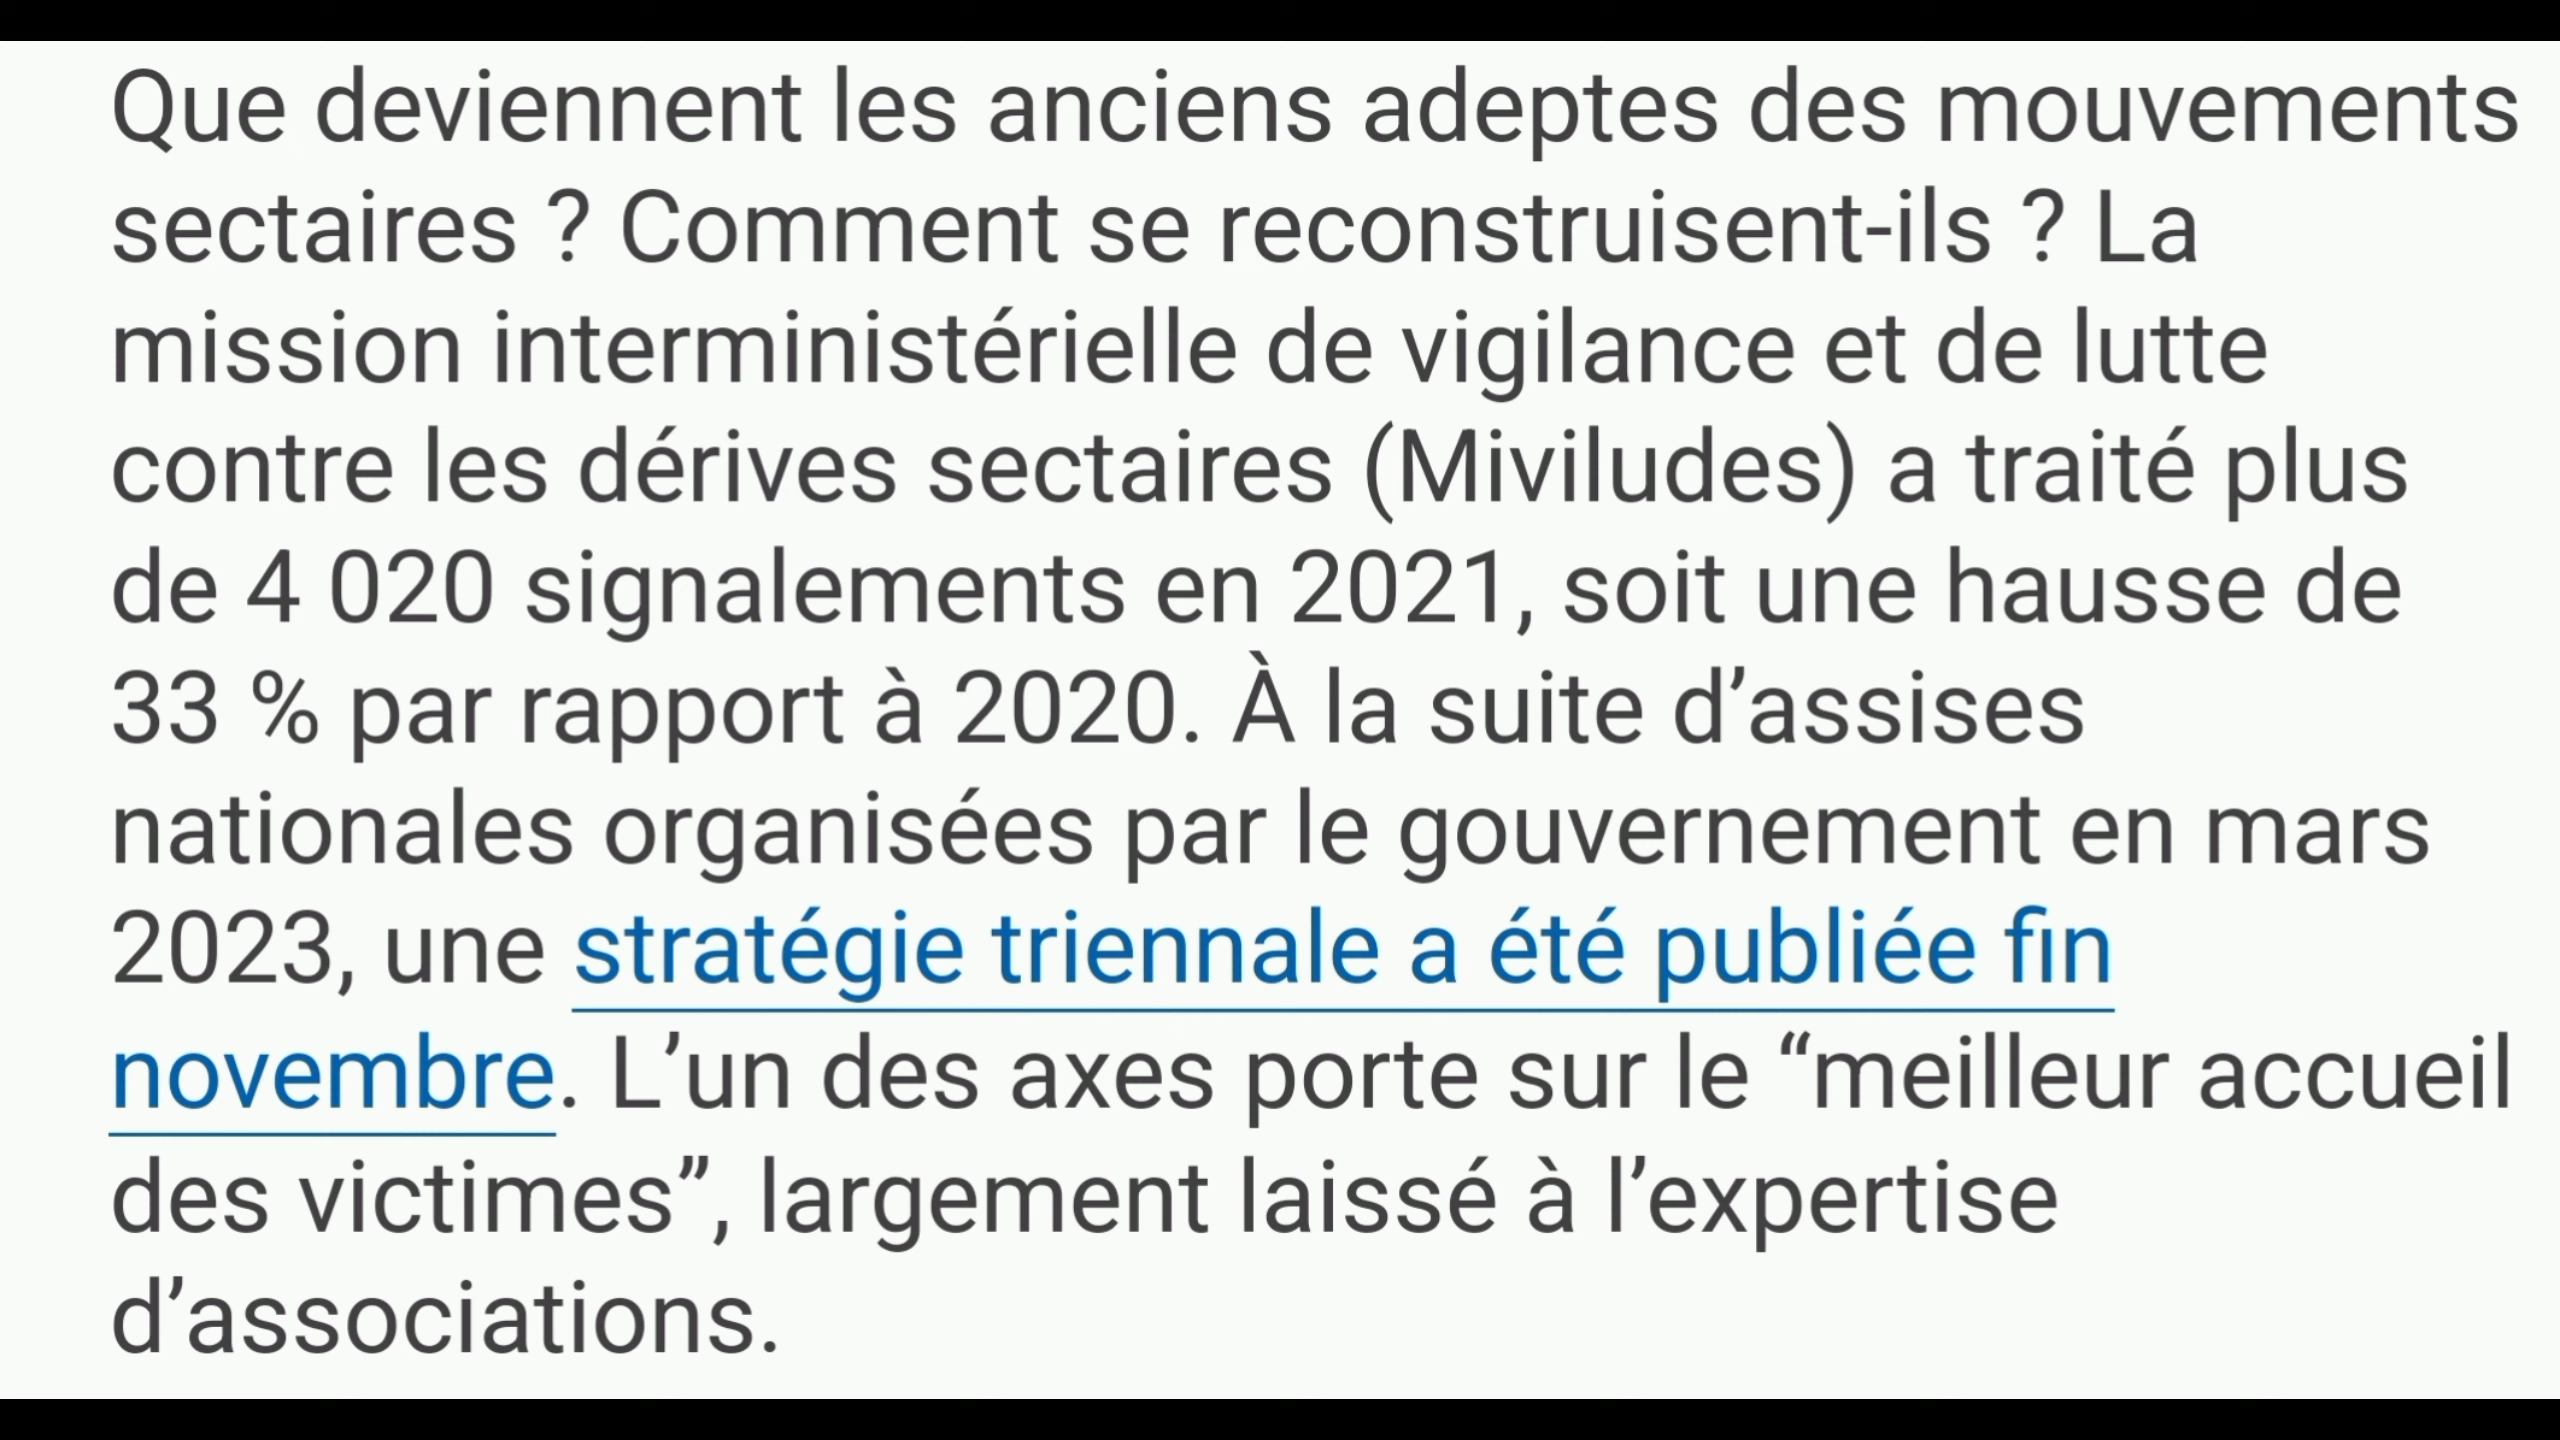 Que deviennent les anciens adeptes des mouvements
sectaires ? Comment se reconstruisent-ils ? La
mission interministérielle de vigilance et de lutte
contre les dérives sectaires (Miviludes) a traité plus
de 4 020 signalements en 2021, soit une hausse de
33 % par rapport à 2020. À la suite d’assises
nationales organisées par le gouvernement en mars
2023, une stratégie triennale a été publiée fin
novembre. L’un des axes porte sur le “meilleur accueil
des victimes”, largement laissé à l’expertise
d’associations.